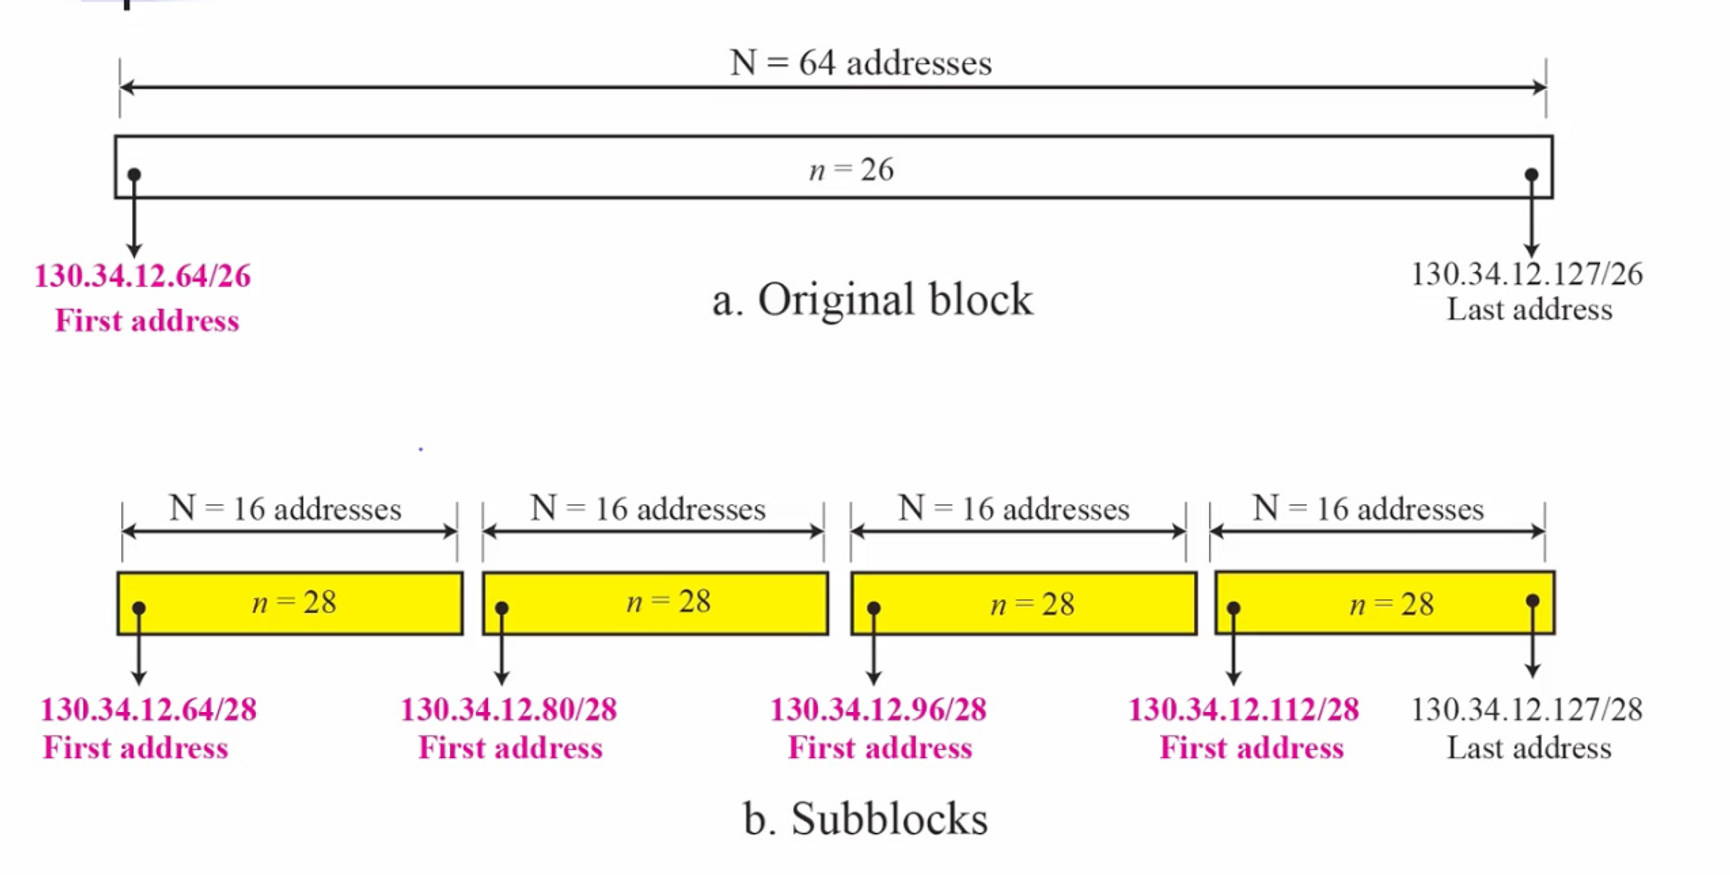 N = 64 addresses
n = 26
130.34.12.64/26
First address
a. Original block
130.34.12.127/26
Last address
N = 16 addresses
N = 16 addresses
N = 16 addresses
N = 16 addresses
n = 28
n = 28
n = 28
n = 28
130.34.12.64/28
First address
130.34.12.80/28
First address
130.34.12.96/28
First address
130.34.12.112/28
First address
130.34.12.127/28
Last address
b. Subblocks